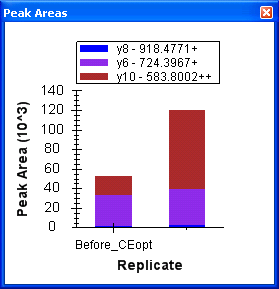 Peak Areas
y8 - 918.4771+
y6 - 724.3967+
y10 - 583.8002++
140
120
100
80
60
40
20
0
Peak Area (10^3)
Before_CEopt
Replicate